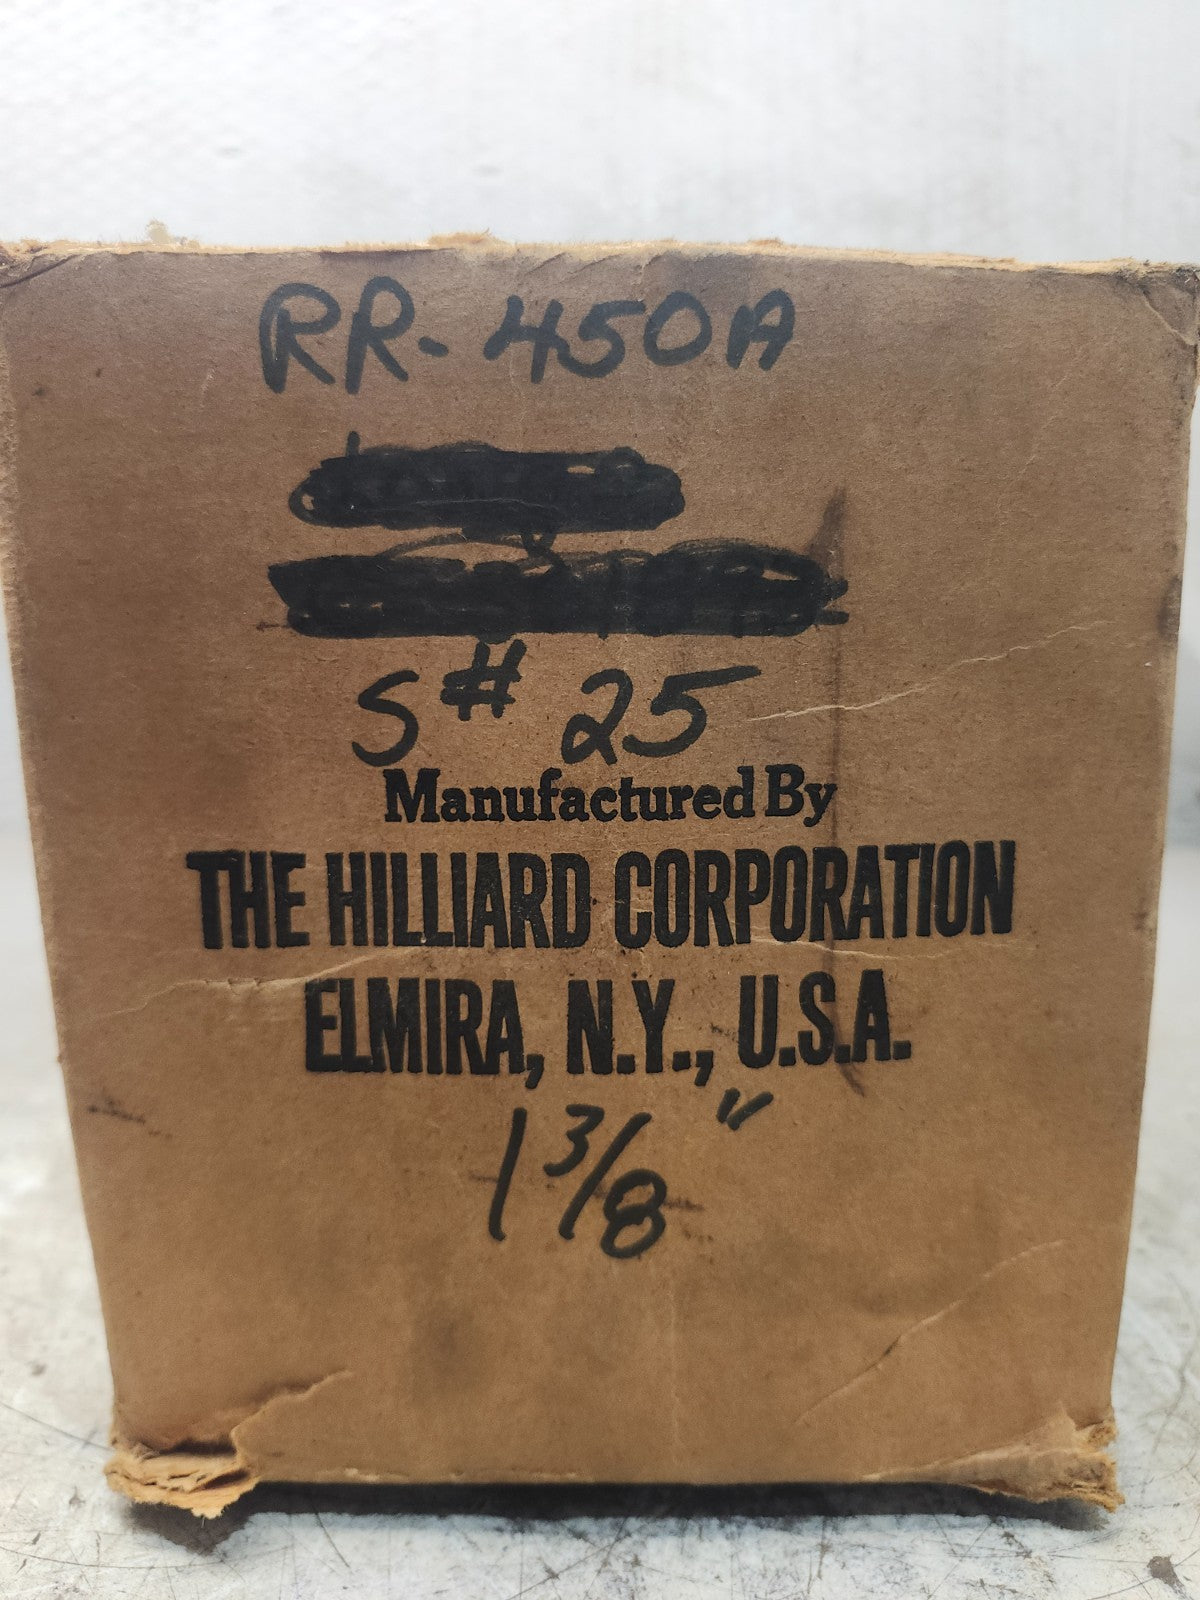 RR-450A
S# 25
Manufactured By
THE HILLIARD CORPORATION
ELMIRA, N.Y., U.S.A.
1 3/8"